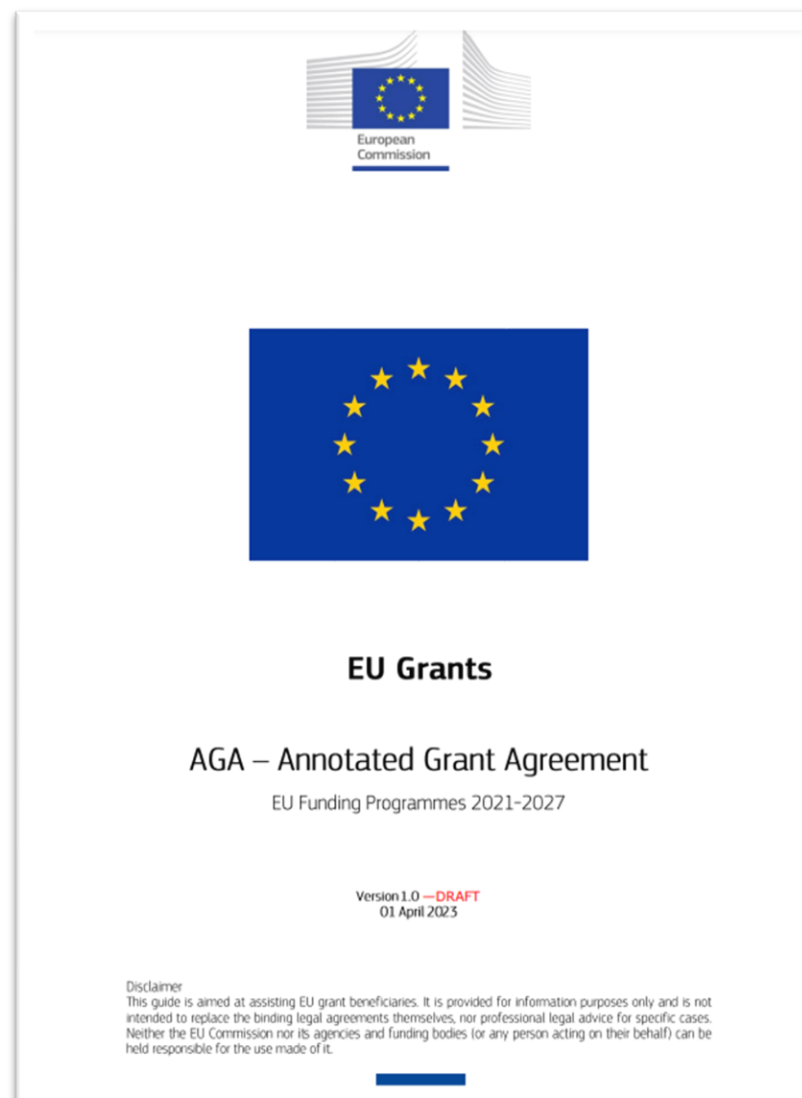 European
Commission
EU Grants
AGA – Annotated Grant Agreement
EU Funding Programmes 2021-2027
Version 1.0 —DRAFT
01 April 2023
Disclaimer
This guide is aimed at assisting EU grant beneficiaries. It is provided for information purposes only and is not
intended to replace the binding legal agreements themselves, nor professional legal advice for specific cases.
Neither the EU Commission nor its agencies and funding bodies (or any person acting on their behalf) can be
held responsible for the use made of it.